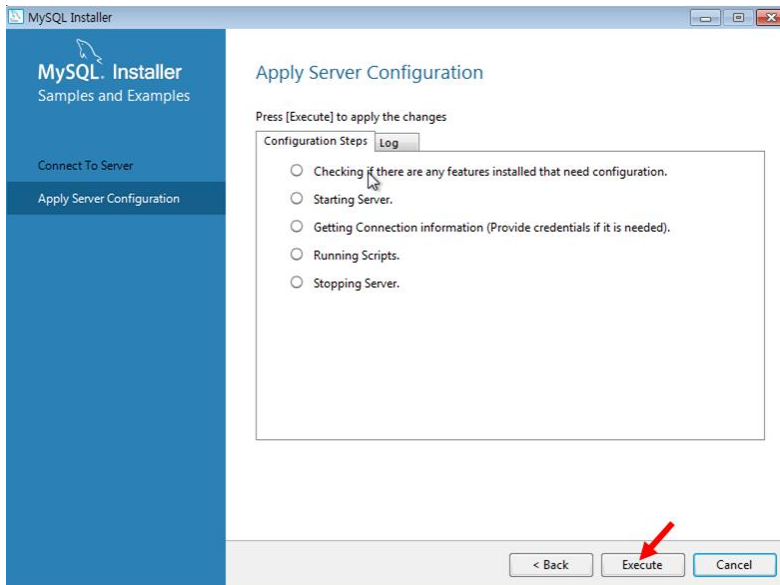 MySQL Installer
MySQL. Installer
Samples and Examples
Connect To Server
Apply Server Configuration
Apply Server Configuration
Press [Execute] to apply the changes
Configuration Steps Log
Checking if there are any features installed that need configuration.
Starting Server.
Getting Connection information (Provide credentials if it is needed).
Running Scripts.
Stopping Server.
< Back Execute Cancel